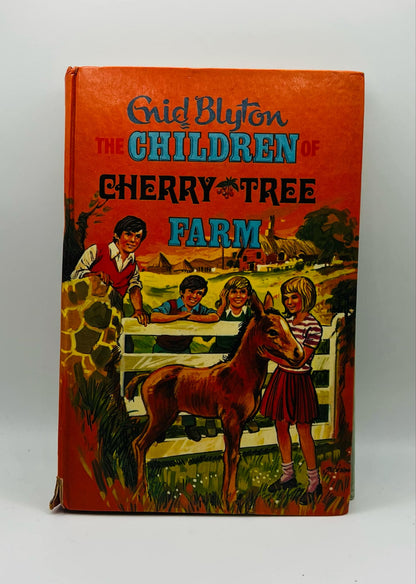 Enid Blyton
THE CHILDREN OF
CHERRY TREE
FARM